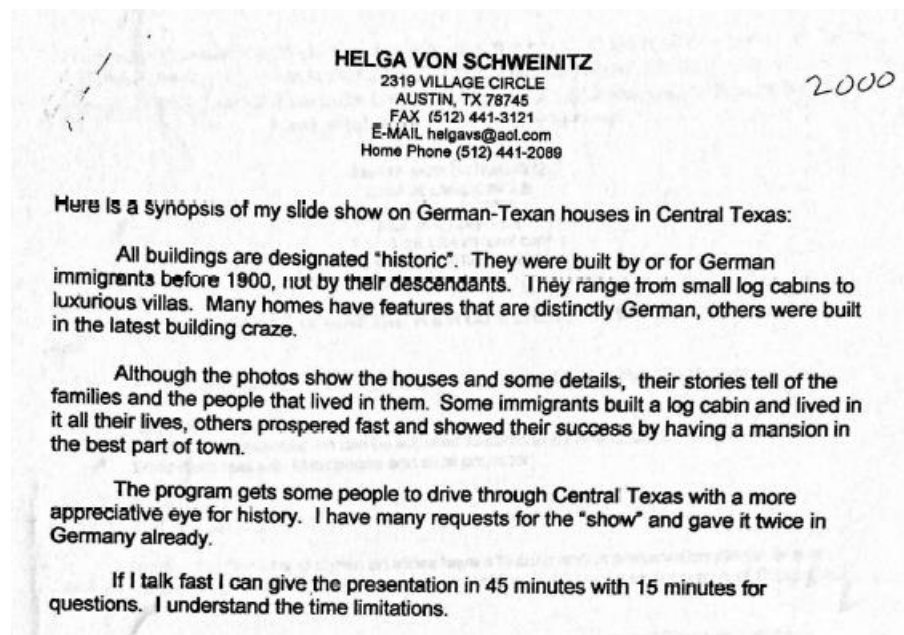 HELGA VON SCHWEINITZ
2319 VILLAGE CIRCLE
AUSTIN, TX 78745
FAX (512) 441-3121
E-MAIL helgavs@aol.com
Home Phone (512) 441-2089
2000
Here is a synopsis of my slide show on German-Texan houses in Central Texas:
All buildings are designated "historic". They were built by or for German
immigrants before 1900, not by their descendants. They range from small log cabins to
luxurious villas. Many homes have features that are distinctly German, others were built
in the latest building craze.
Although the photos show the houses and some details, their stories tell of the
families and the people that lived in them. Some immigrants built a log cabin and lived in
it all their lives, others prospered fast and showed their success by having a mansion in
the best part of town.
The program gets some people to drive through Central Texas with a more
appreciative eye for history. I have many requests for the "show" and gave it twice in
Germany already.
If I talk fast I can give the presentation in 45 minutes with 15 minutes for
questions. I understand the time limitations.